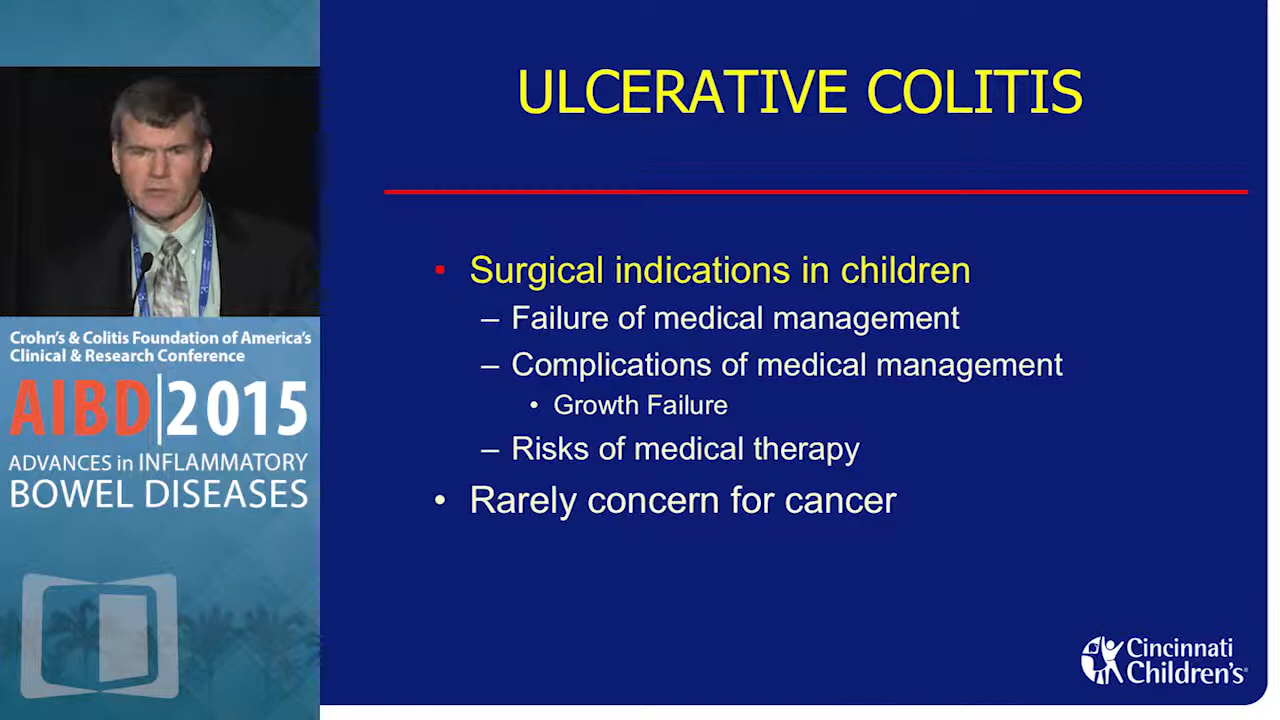 ULCERATIVE COLITIS
• Surgical indications in children
– Failure of medical management
– Complications of medical management
• Growth Failure
– Risks of medical therapy
• Rarely concern for cancer
Crohn's & Colitis Foundation of America's
Clinical & Research Conference
AIBD|2015
ADVANCES in INFLAMMATORY
BOWEL DISEASES
Cincinnati
Children's®